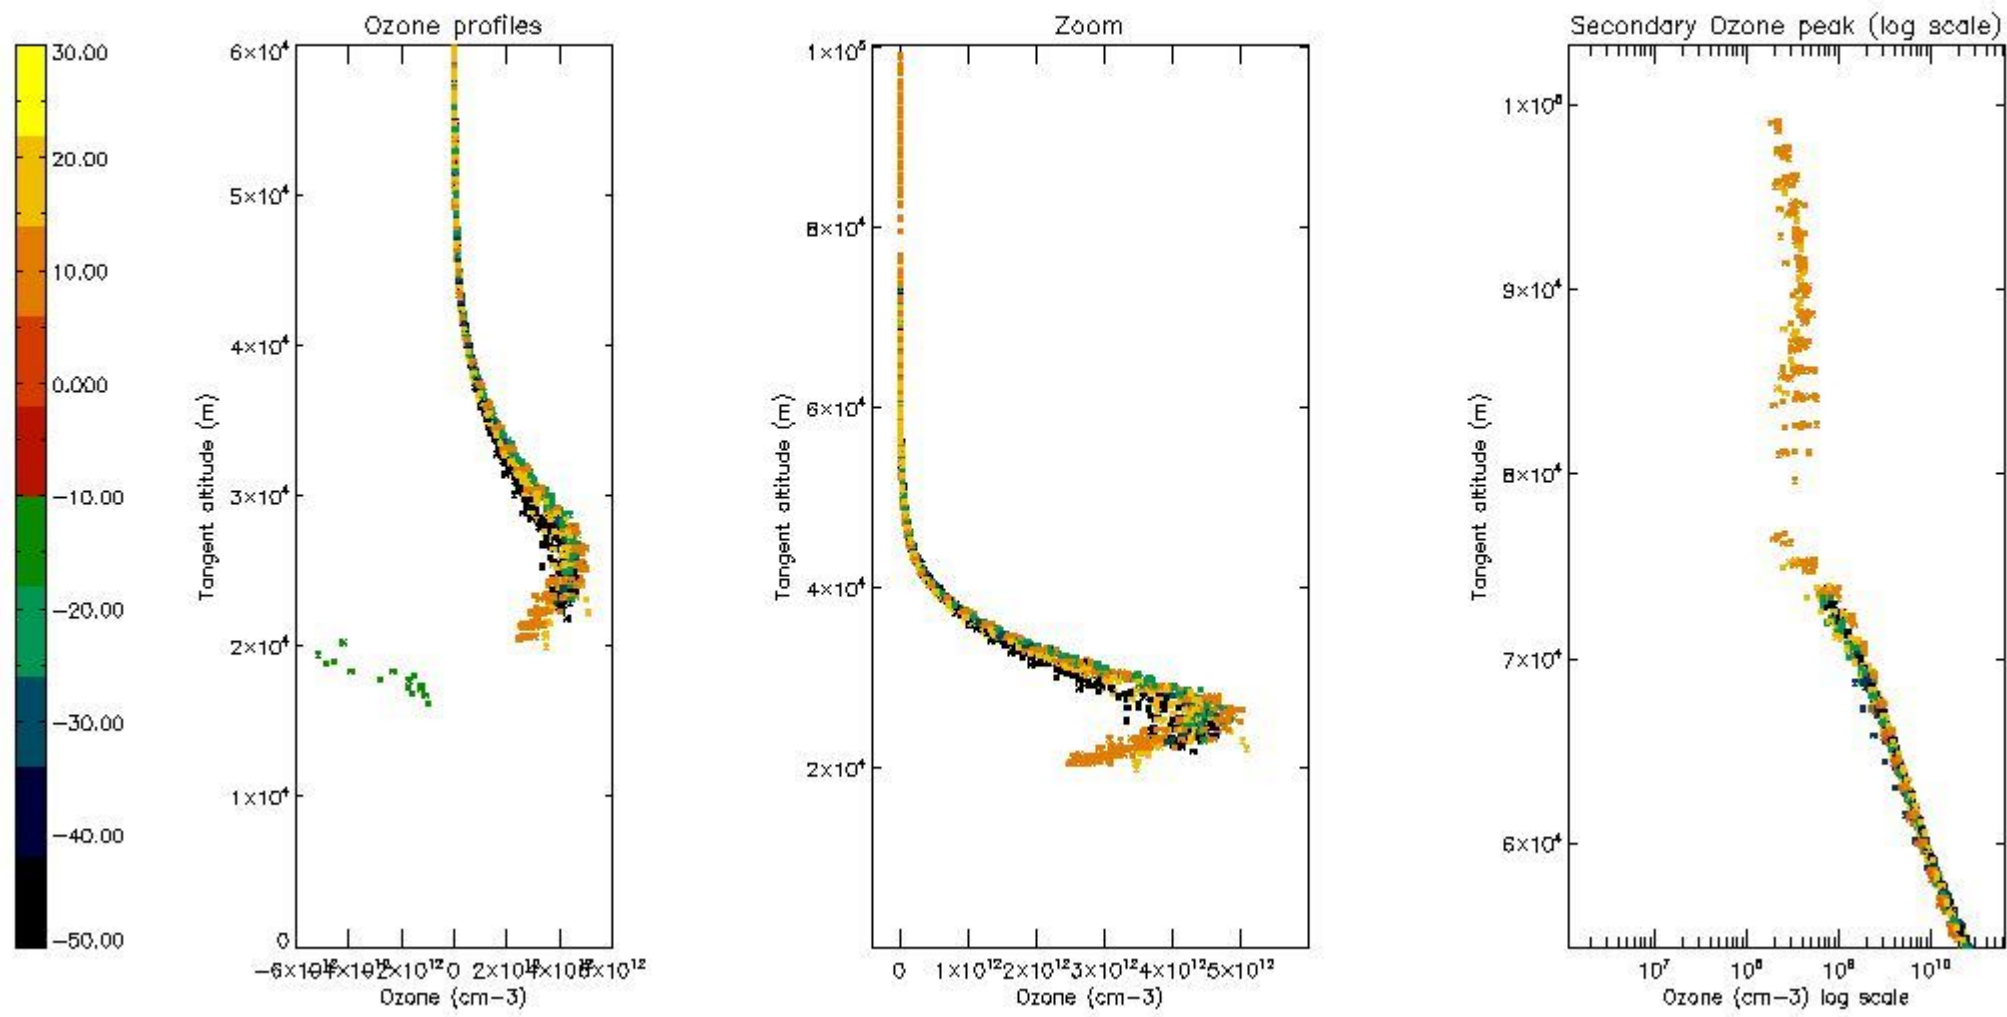 Ozone profiles
Zoom
Secondary Ozone peak (log scale)
30.00
20.00
10.00
0.000
−10.00
−20.00
−30.00
−40.00
−50.00
6×10⁴
5×10⁴
4×10⁴
3×10⁴
2×10⁴
1×10⁴
0
Tangent altitude (m)
0
Ozone (cm−3)
1×10⁵
8×10⁴
6×10⁴
4×10⁴
2×10⁴
Tangent altitude (m)
0 1×10¹² 2×10¹² 3×10¹² 4×10¹² 5×10¹²
Ozone (cm−3)
9×10⁴
8×10⁴
7×10⁴
6×10⁴
Tangent altitude (m)
10⁷ 10⁹ 10¹⁰
Ozone (cm−3) log scale